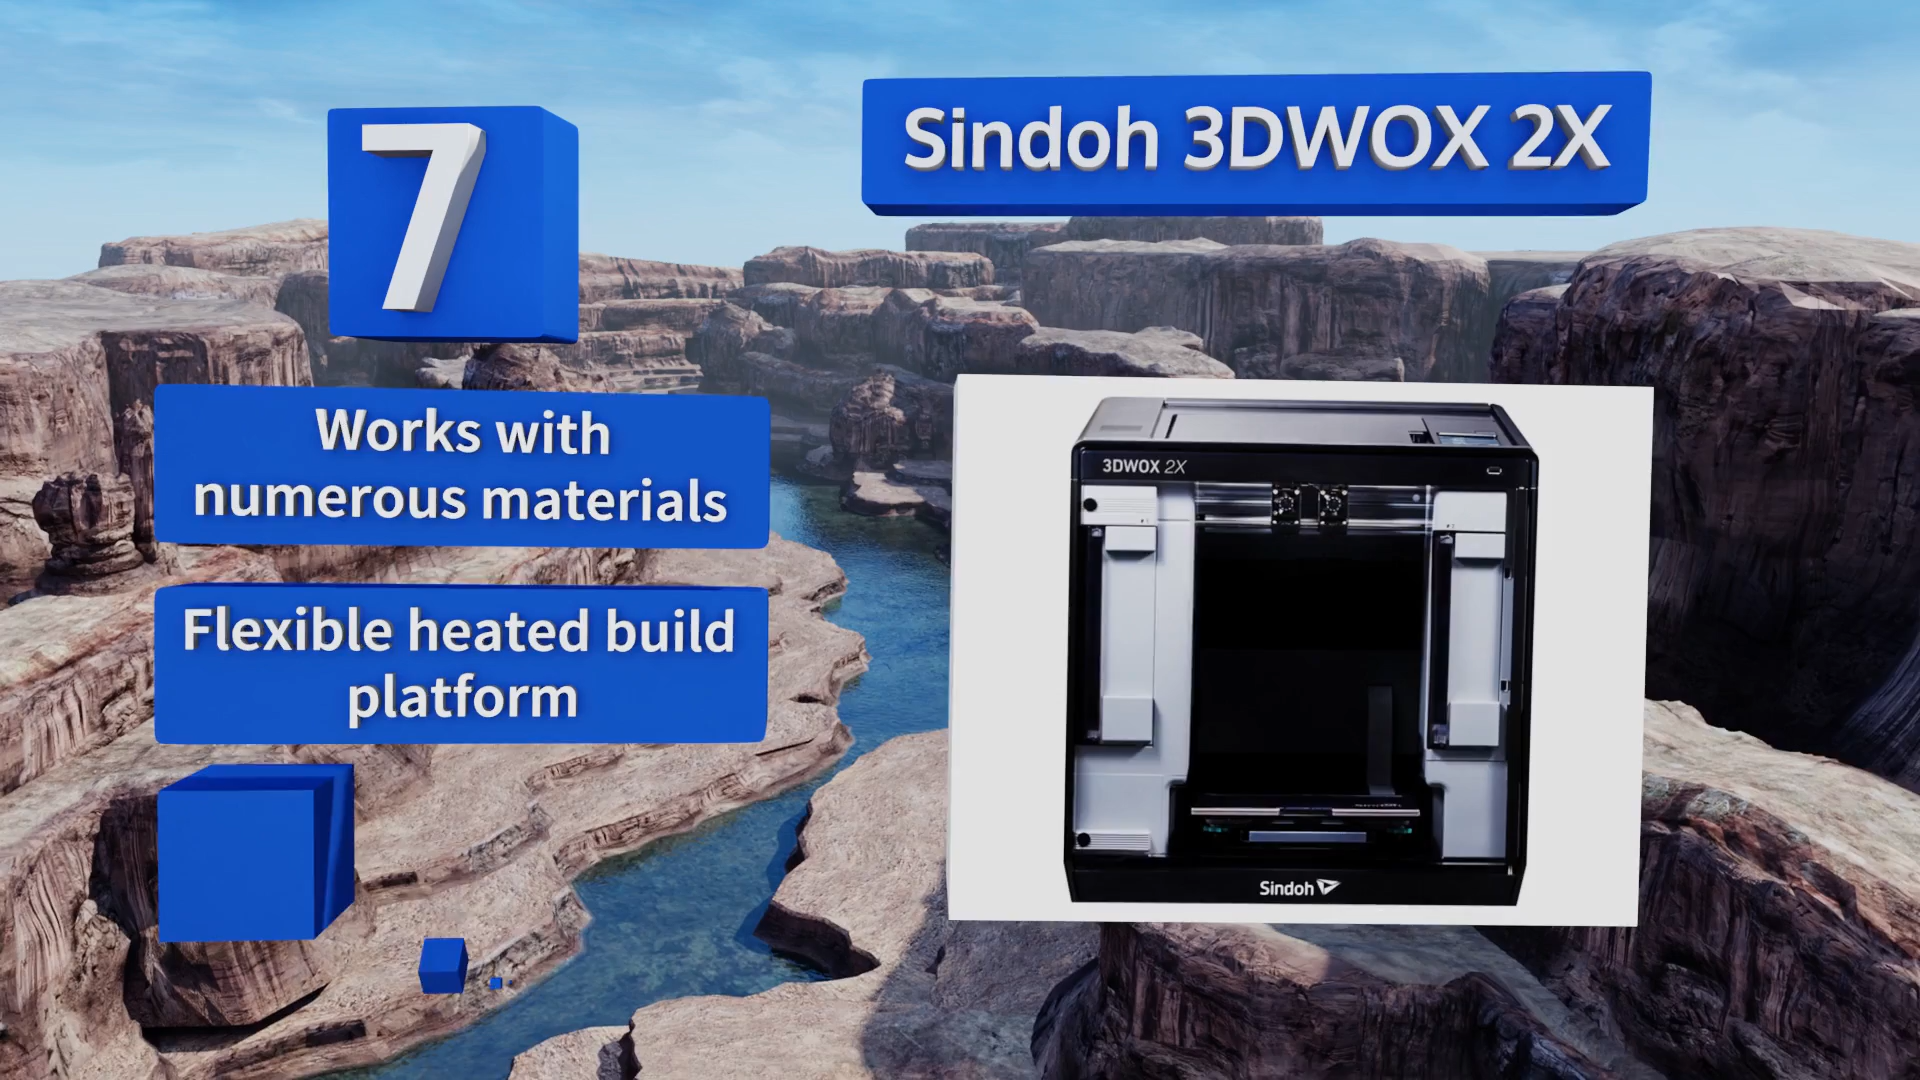 7
Sindoh 3DWOX 2X
Works with
numerous materials
Flexible heated build
platform
3DWOX 2X
Sindoh